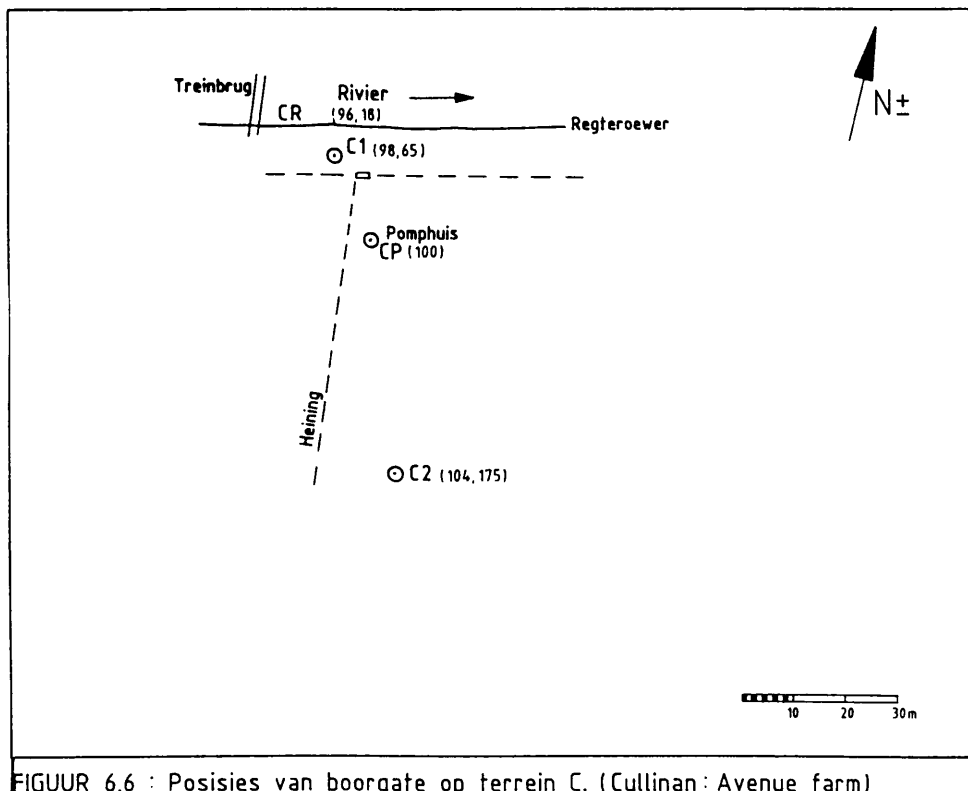 Treinbrug
Rivier
N±
CR
(96,18)
Regteroewer
C1 (98,65)
Pomphuis
CP (100)
Heining
C2 (104,175)
10 20 30m
FIGUUR 6.6 : Posisies van boorgate op terrein C. (Cullinan: Avenue farm)